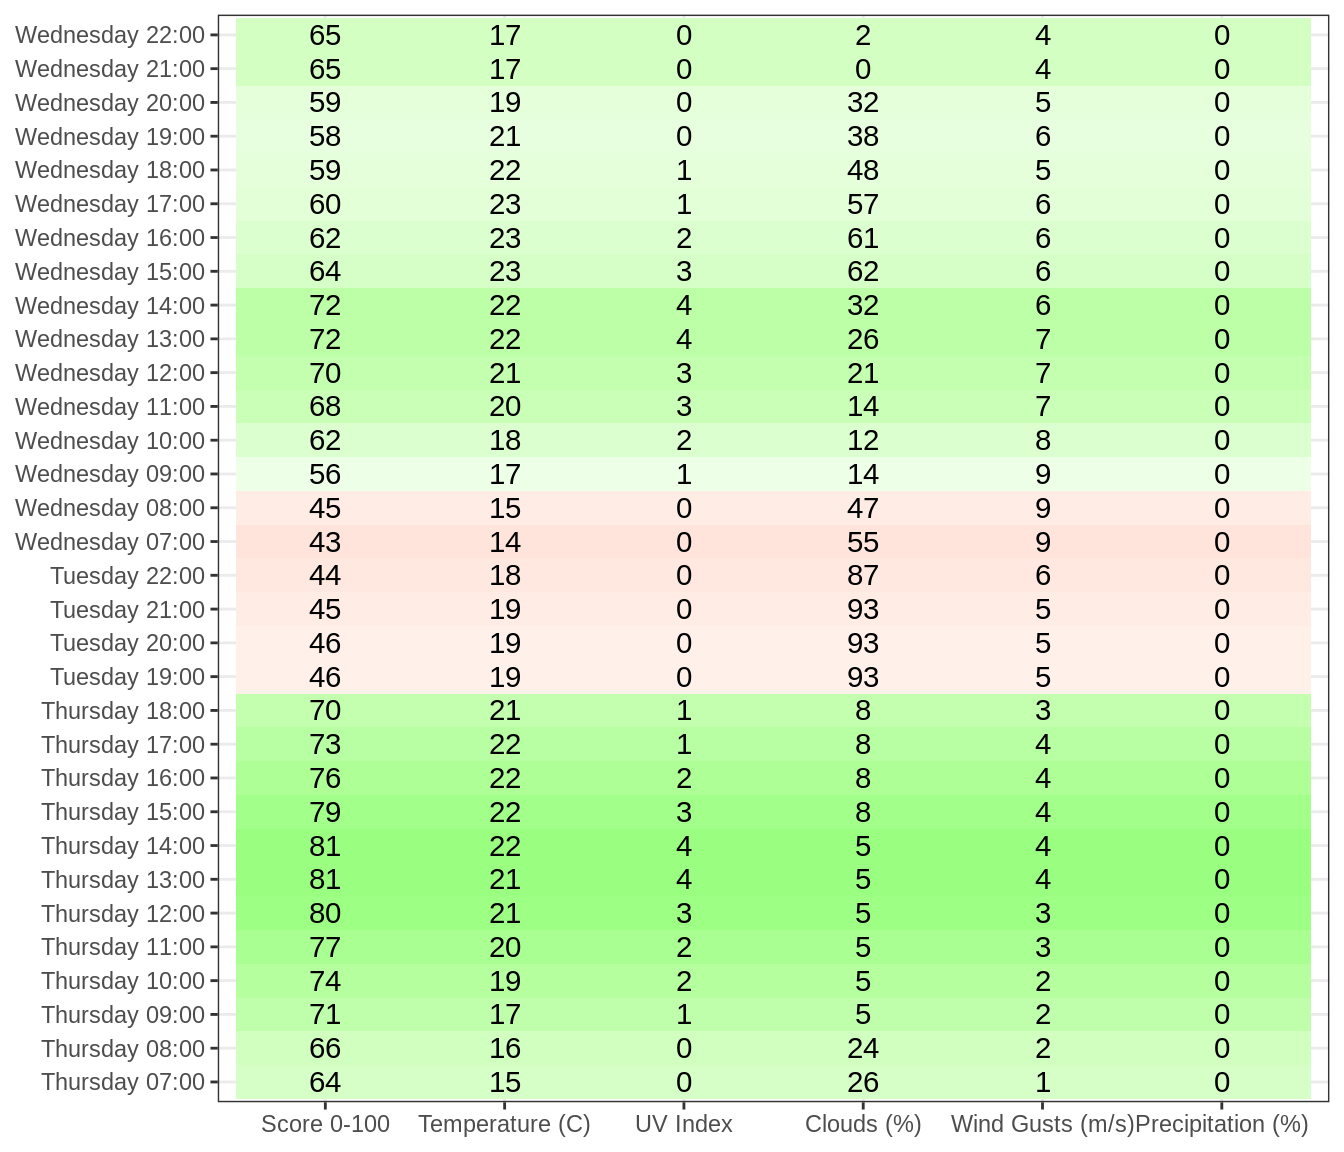 Wednesday 22:00 65 17 0 2 4 0
Wednesday 21:00 65 17 0 0 4 0
Wednesday 20:00 59 19 0 32 5 0
Wednesday 19:00 58 21 0 38 6 0
Wednesday 18:00 59 22 1 48 5 0
Wednesday 17:00 60 23 1 57 6 0
Wednesday 16:00 62 23 2 61 6 0
Wednesday 15:00 64 23 3 62 6 0
Wednesday 14:00 72 22 4 32 6 0
Wednesday 13:00 72 22 4 26 7 0
Wednesday 12:00 70 21 3 21 7 0
Wednesday 11:00 68 20 3 14 7 0
Wednesday 10:00 62 18 2 12 8 0
Wednesday 09:00 56 17 1 14 9 0
Wednesday 08:00 45 15 0 47 9 0
Wednesday 07:00 43 14 0 55 9 0
Tuesday 22:00 44 18 0 87 6 0
Tuesday 21:00 45 19 0 93 5 0
Tuesday 20:00 46 19 0 93 5 0
Tuesday 19:00 46 19 0 93 5 0
Thursday 18:00 70 21 1 8 3 0
Thursday 17:00 73 22 1 8 4 0
Thursday 16:00 76 22 2 8 4 0
Thursday 15:00 79 22 3 8 4 0
Thursday 14:00 81 22 4 5 4 0
Thursday 13:00 81 21 4 5 4 0
Thursday 12:00 80 21 3 5 3 0
Thursday 11:00 77 20 2 5 3 0
Thursday 10:00 74 19 2 5 2 0
Thursday 09:00 71 17 1 5 2 0
Thursday 08:00 66 16 0 24 2 0
Thursday 07:00 64 15 0 26 1 0
Score 0-100 Temperature (C) UV Index Clouds (%) Wind Gusts (m/s) Precipitation (%)